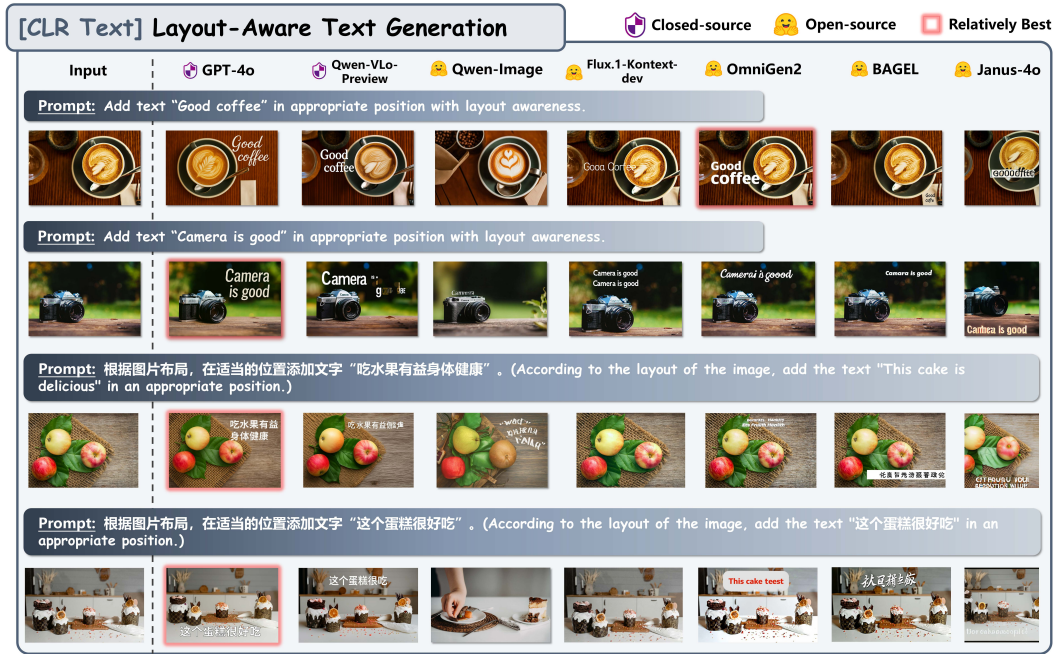 [CLR Text] Layout-Aware Text Generation
Closed-source
Open-source
Relatively Best
Input
GPT-4o
Qwen-VLo-
Preview
Qwen-Image
Flux.1-Kontext-
dev
OmniGen2
BAGEL
Janus-4o
Prompt: Add text “Good coffee” in appropriate position with layout awareness.
Good
coffee
Good
coffee
Good
coffee
Prompt: Add text “Camera is good” in appropriate position with layout awareness.
Camera
is good
Camera
Camera is good
Camera is good
Camera is good
Prompt: 根据图片布局，在适当的位置添加文字“吃水果有益身体健康”。(According to the layout of the image, add the text "This cake is
delicious" in an appropriate position.)
吃水果有益
身体健康
Prompt: 根据图片布局，在适当的位置添加文字“这个蛋糕很好吃”。(According to the layout of the image, add the text "这个蛋糕很好吃" in an
appropriate position.)
这个蛋糕很好吃
这个蛋糕很吃
This cake teest